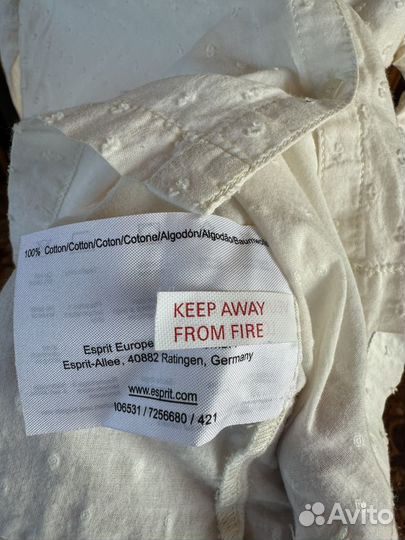 100% Cotton/Cotton/Coton/Cotone/Algodón/Algodão/Baumwolle
KEEP AWAY
FROM FIRE
Esprit Europe
Esprit-Allee, 40882 Ratingen, Germany
www.esprit.com
106531 / 7256680 / 421
Avito